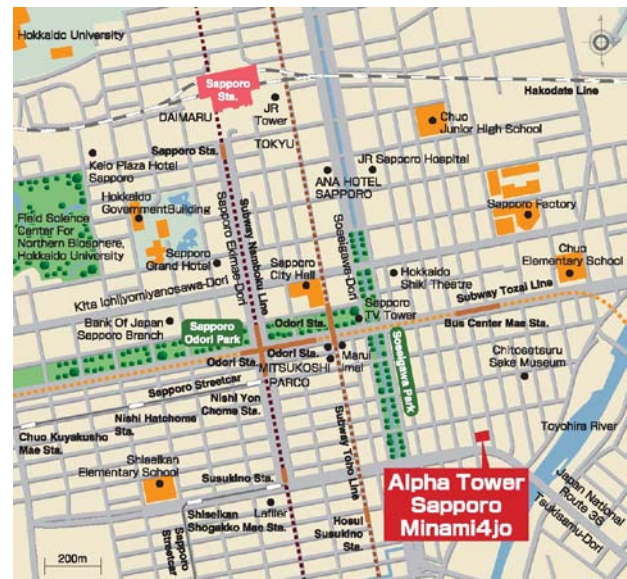 Hokkaido University
Sapporo
Sta.
Hakodate Line
JR
Tower
DAIMARU
Chuo
Junior High School
Sapporo Sta.
TOKYU
Keio Plaza Hotel
Sapporo
JR Sapporo Hospital
ANA HOTEL
SAPPORO
Hokkaido
Government Building
Sapporo Factory
Field Science
Center For
Northern Biosphere,
Hokkaido University
Subway Namboku Line
Sapporo Ekimae-Dori
Soseigawa-Dori
Sapporo
Grand Hotel
Sapporo
City Hall
Chuo
Elementary School
Hokkaido
Shiki Theatre
Kita Ichijyomiyanosawa-Dori
Subway Tozai Line
Sapporo
TV Tower
Bank Of Japan
Sapporo Branch
Sapporo
Odori Park
Odori Sta.
Bus Center Mae Sta.
Odori Sta.
Odori Sta.
Marui
Imai
MITSUKOSHI
PARCO
Soseigawa Park
Chitosetsuru
Sake Museum
Sapporo Streetcar
Nishi Yon
Chome Sta.
Nishi Hatchome
Sta.
Subway Toho Line
Toyohira River
Chuo Kuyakusho
Mae Sta.
Shiseikan
Elementary School
Susukino Sta.
Alpha Tower
Sapporo
Minami4jo
Japan National
Route 36
Tsukisamu-Dori
Lafiler
Shiseikan
Shogakko Mae Sta.
Hosui
Susukino
Sta.
Sapporo
Streetcar
200m